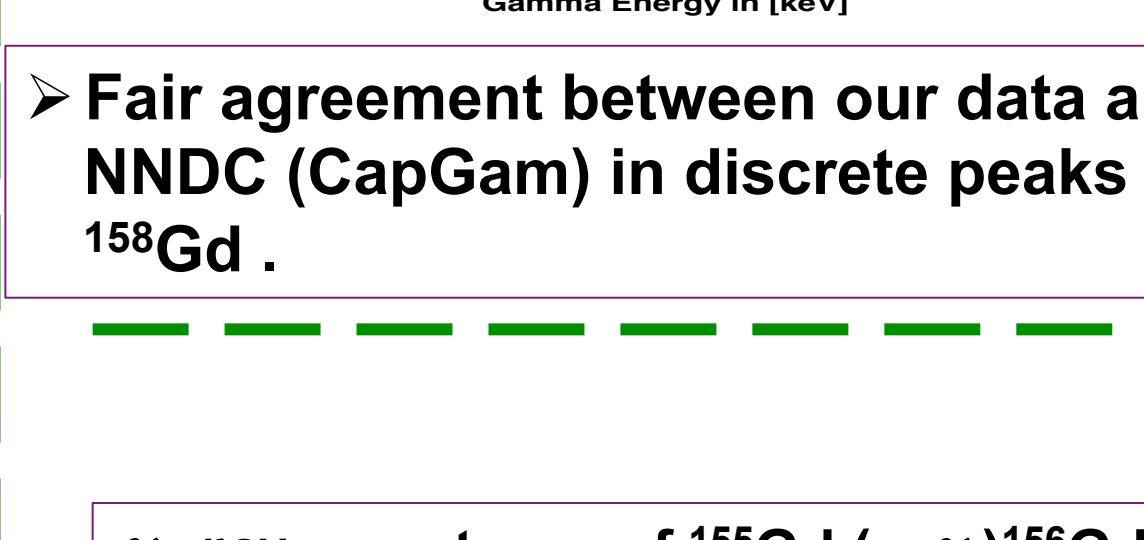 Gamma Energy in [keV]
➢ Fair agreement between our data a
NNDC (CapGam) in discrete peaks
¹⁵⁸Gd .